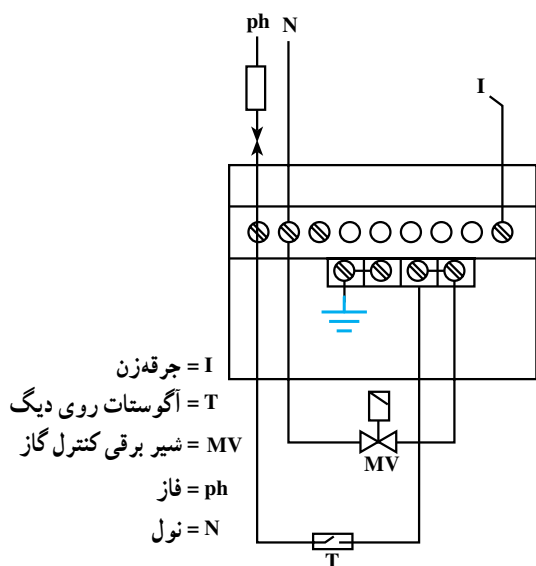 ph N
I
MV
T
I = جرقه‌زن
T = آگوستات روی دیگ
MV = شیر برقی کنترل گاز
ph = فاز
N = نول